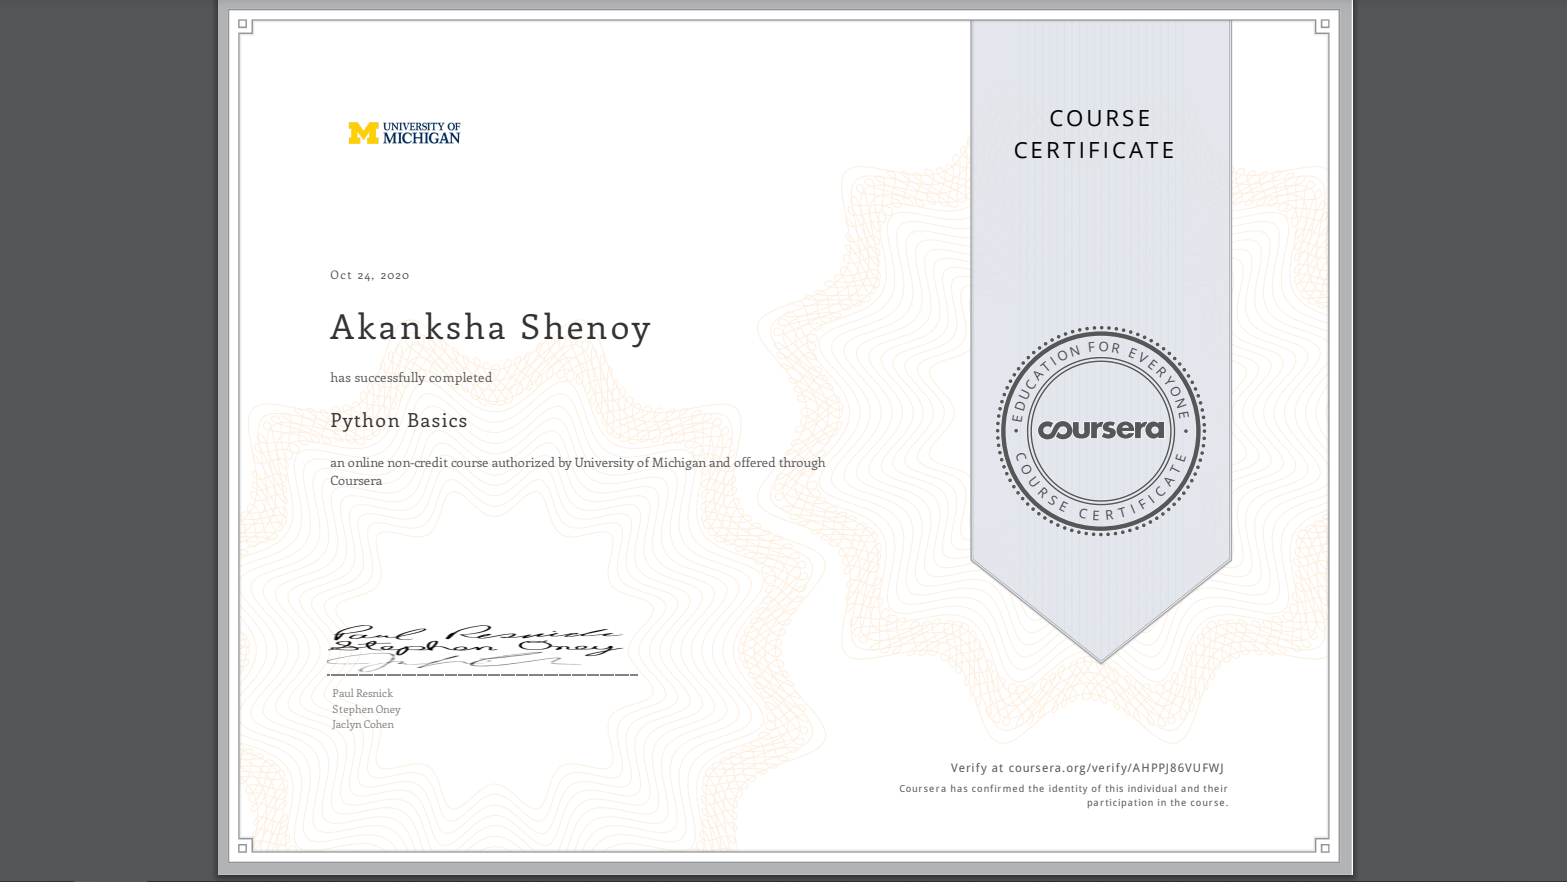 UNIVERSITY OF
MICHIGAN
COURSE
CERTIFICATE
Oct 24, 2020
Akanksha Shenoy
has successfully completed
Python Basics
an online non-credit course authorized by University of Michigan and offered through
Coursera
EDUCATION FOR EVERYONE
coursera
COURSE CERTIFICATE
Paul Resnick
Stephen Oney
Paul Resnick
Stephen Oney
Jaclyn Cohen
Verify at coursera.org/verify/AHPPJ86VUFWJ
Coursera has confirmed the identity of this individual and their
participation in the course.